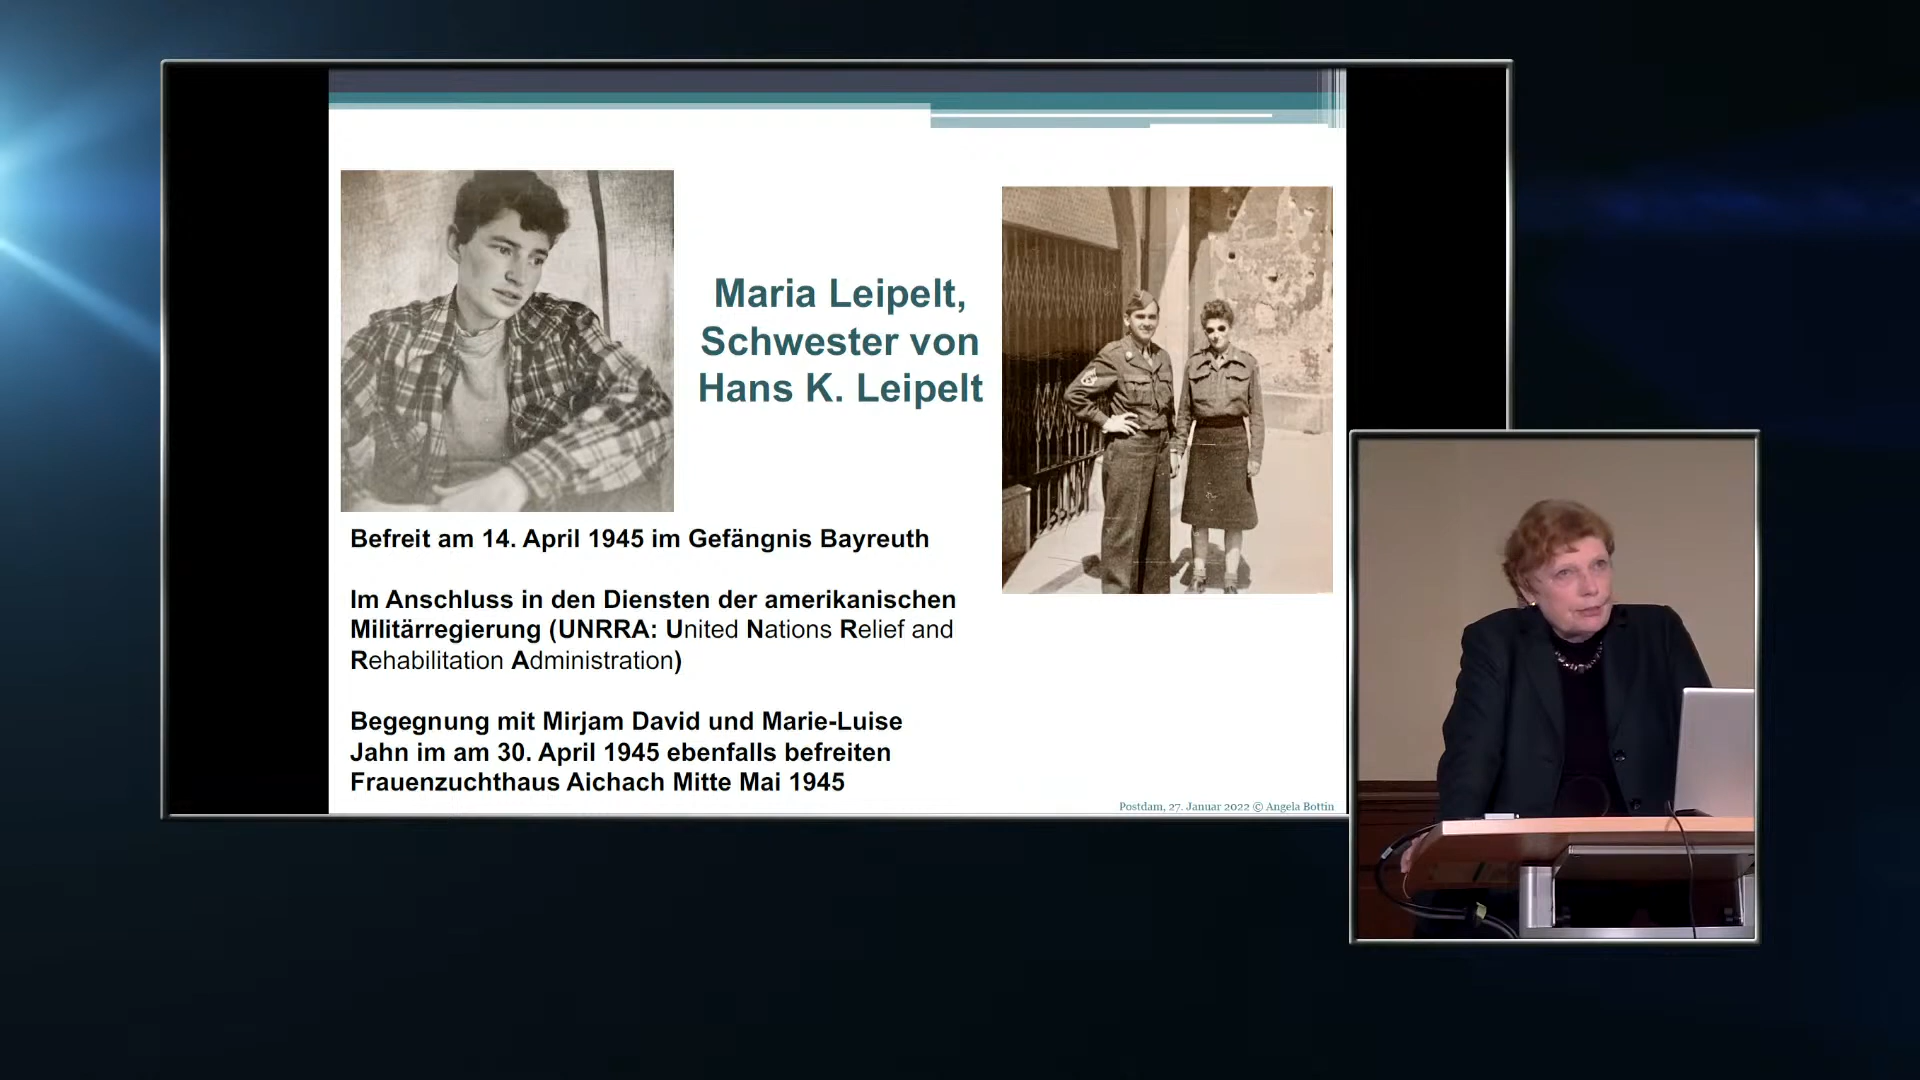 Maria Leipelt,
Schwester von
Hans K. Leipelt
Befreit am 14. April 1945 im Gefängnis Bayreuth
Im Anschluss in den Diensten der amerikanischen
Militärregierung (UNRRA: United Nations Relief and
Rehabilitation Administration)
Begegnung mit Mirjam David und Marie-Luise
Jahn im am 30. April 1945 ebenfalls befreiten
Frauenzuchthaus Aichach Mitte Mai 1945
Postdam, 27. Januar 2022 © Angela Bottin